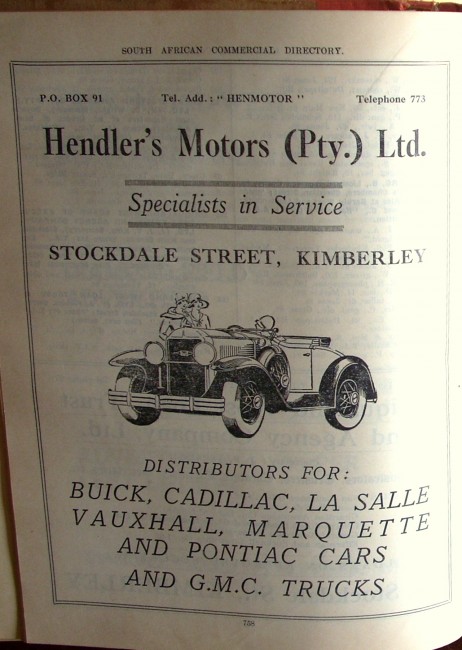 SOUTH AFRICAN COMMERCIAL DIRECTORY.
P.O. BOX 91 Tel. Add.: "HENMOTOR" Telephone 773
Hendler's Motors (Pty.) Ltd.
Specialists in Service
STOCKDALE STREET, KIMBERLEY
DISTRIBUTORS FOR:
BUICK, CADILLAC, LA SALLE
VAUXHALL, MARQUETTE
AND PONTIAC CARS
AND G.M.C. TRUCKS
758